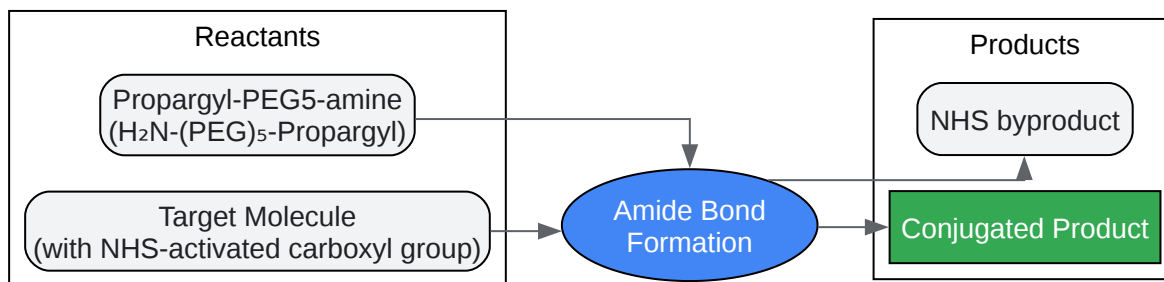 Reactants
Propargyl-PEG5-amine
(H₂N-(PEG)₅-Propargyl)
Target Molecule
(with NHS-activated carboxyl group)
Amide Bond
Formation
Products
NHS byproduct
Conjugated Product